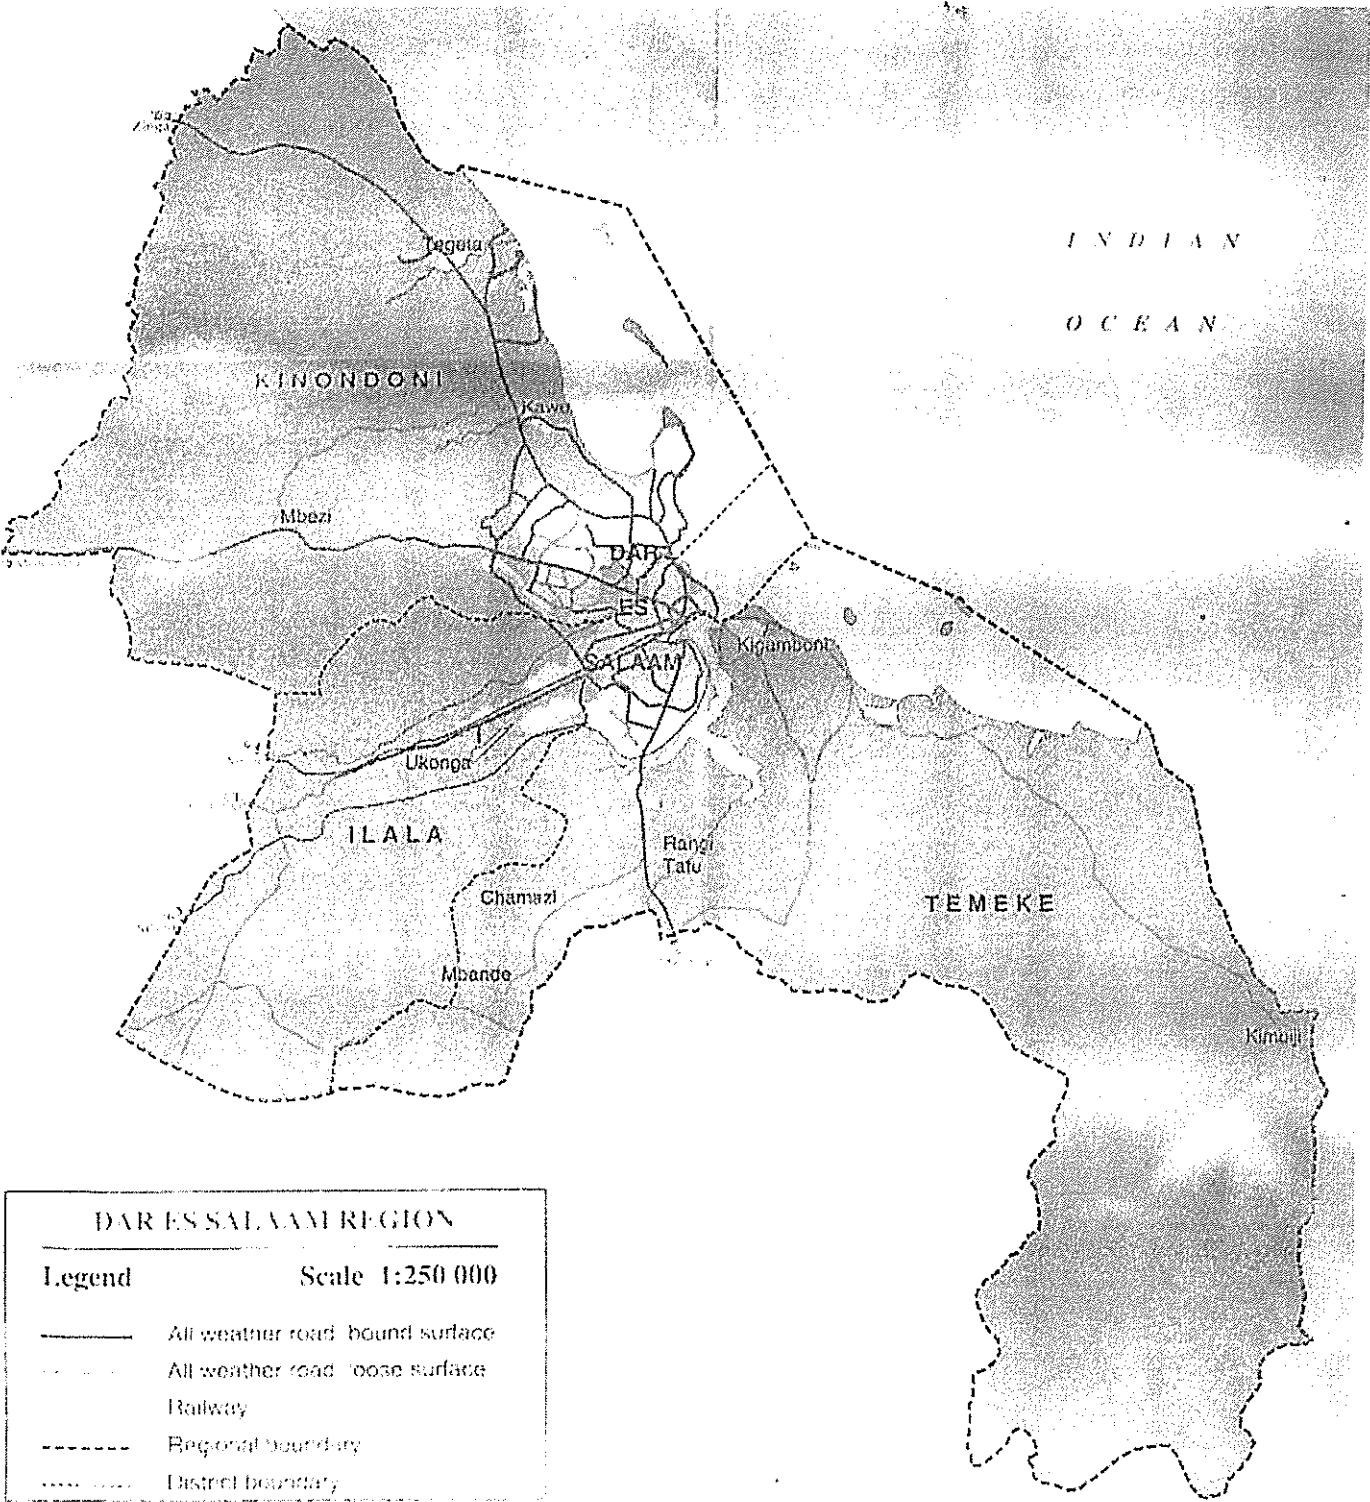 INDIAN
OCEAN
Tegeta
KINONDONI
Kawe
Mbezi
DAR
ES
SALAAM
Kigamboni
Ukonga
ILALA
Rangi
Tatu
Chamazi
TEMEKE
Mbande
Kimbiji
DAR ES SALAAM REGION
Legend Scale 1:250 000
All weather road bound surface
All weather road loose surface
Railway
Regional boundary
District boundary